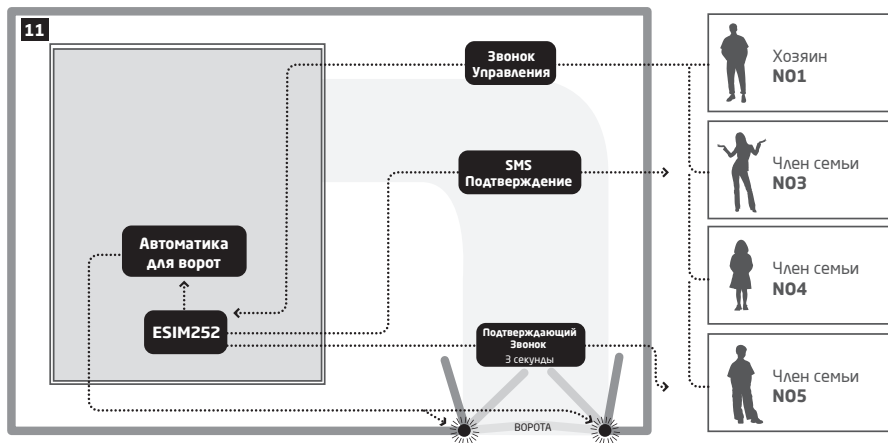 11
Звонок
Управления
Хозяин
N01
SMS
Подтверждение
Член семьи
N03
Автоматика
для ворот
Член семьи
N04
ESIM252
Подтверждающий
Звонок
3 секунды
Член семьи
N05
ВОРОТА